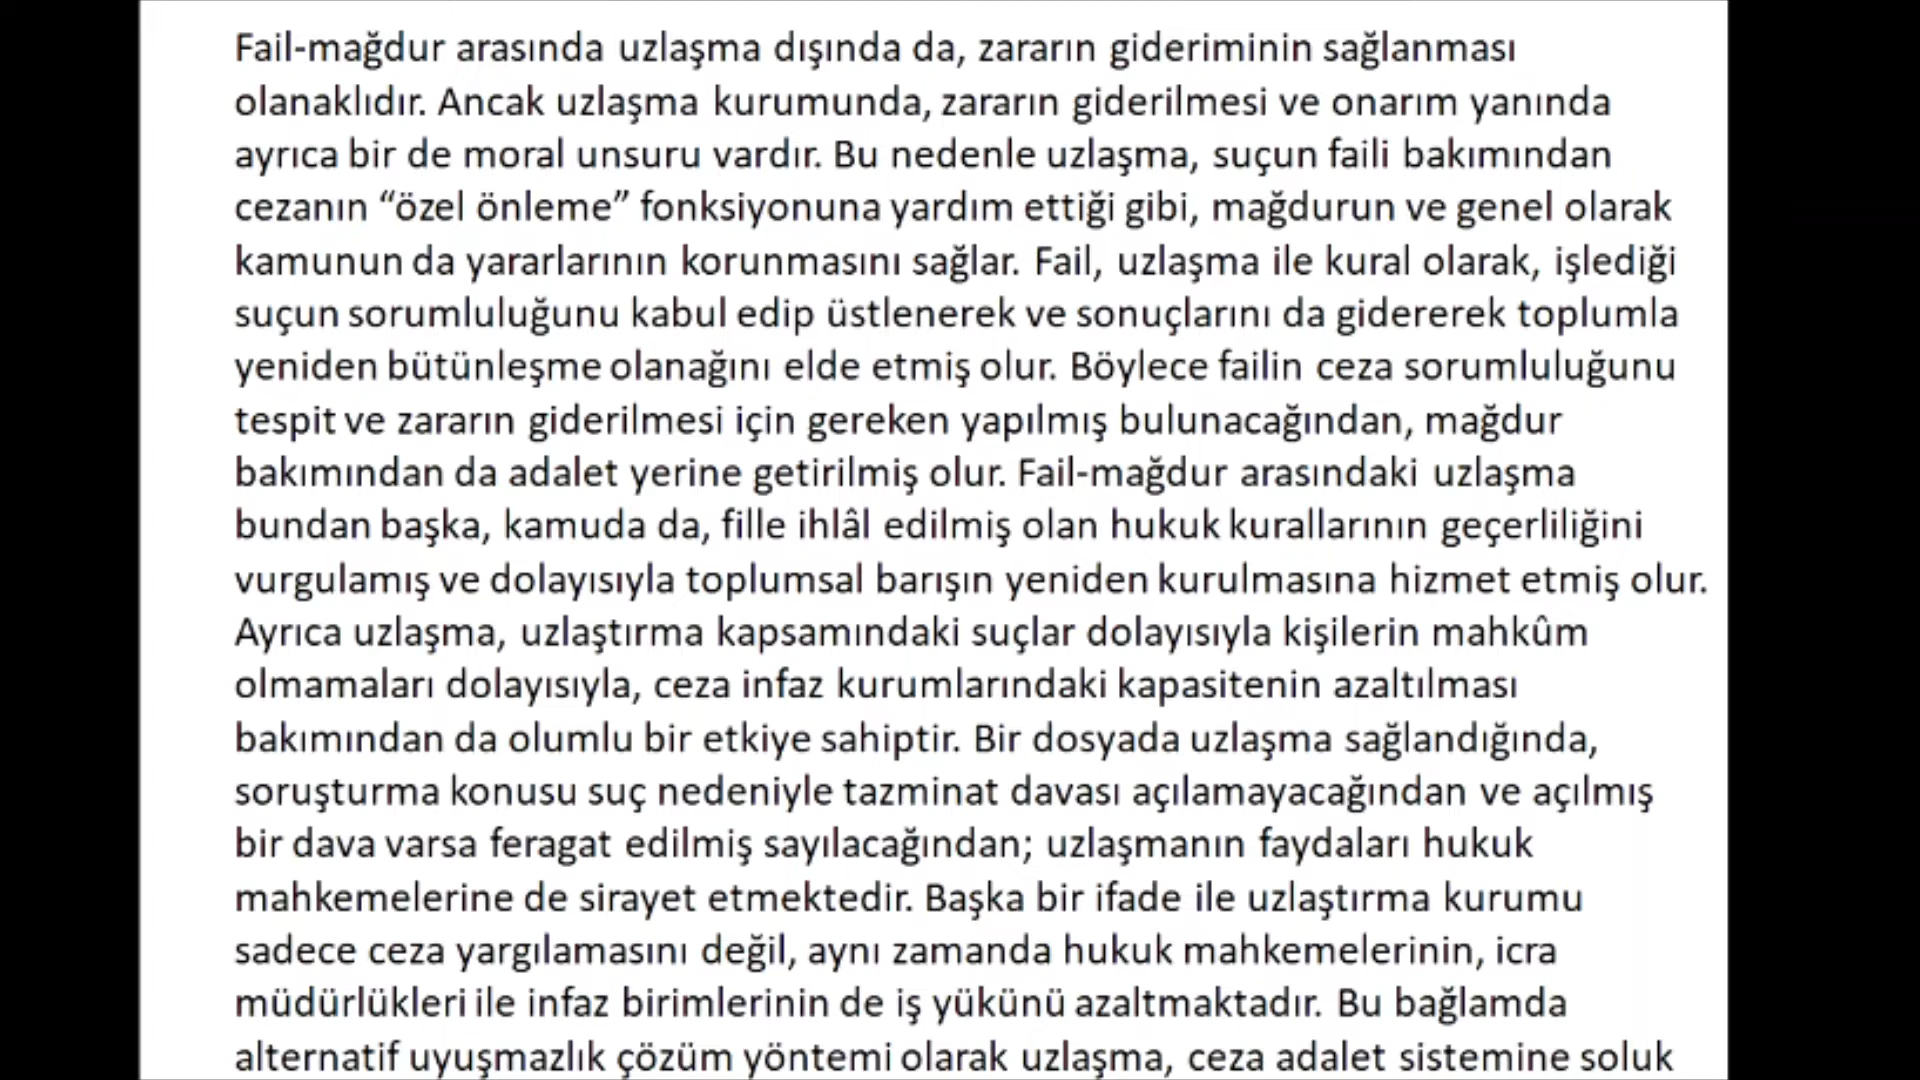 Fail-mağdur arasında uzlaşma dışında da, zararın gideriminin sağlanması
olanaklıdır. Ancak uzlaşma kurumunda, zararın giderilmesi ve onarım yanında
ayrıca bir de moral unsuru vardır. Bu nedenle uzlaşma, suçun faili bakımından
cezanın “özel önleme” fonksiyonuna yardım ettiği gibi, mağdurun ve genel olarak
kamunun da yararlarının korunmasını sağlar. Fail, uzlaşma ile kural olarak, işlediği
suçun sorumluluğunu kabul edip üstlenerek ve sonuçlarını da gidererek toplumla
yeniden bütünleşme olanağını elde etmiş olur. Böylece failin ceza sorumluluğunu
tespit ve zararın giderilmesi için gereken yapılmış bulunacağından, mağdur
bakımından da adalet yerine getirilmiş olur. Fail-mağdur arasındaki uzlaşma
bundan başka, kamuda da, fille ihlâl edilmiş olan hukuk kurallarının geçerliliğini
vurgulamış ve dolayısıyla toplumsal barışın yeniden kurulmasına hizmet etmiş olur.
Ayrıca uzlaşma, uzlaştırma kapsamındaki suçlar dolayısıyla kişilerin mahkûm
olmamaları dolayısıyla, ceza infaz kurumlarındaki kapasitenin azaltılması
bakımından da olumlu bir etkiye sahiptir. Bir dosyada uzlaşma sağlandığında,
soruşturma konusu suç nedeniyle tazminat davası açılamayacağından ve açılmış
bir dava varsa feragat edilmiş sayılacağından; uzlaşmanın faydaları hukuk
mahkemelerine de sirayet etmektedir. Başka bir ifade ile uzlaştırma kurumu
sadece ceza yargılamasını değil, aynı zamanda hukuk mahkemelerinin, icra
müdürlükleri ile infaz birimlerinin de iş yükünü azaltmaktadır. Bu bağlamda
alternatif uyuşmazlık çözüm yöntemi olarak uzlaşma, ceza adalet sistemine soluk